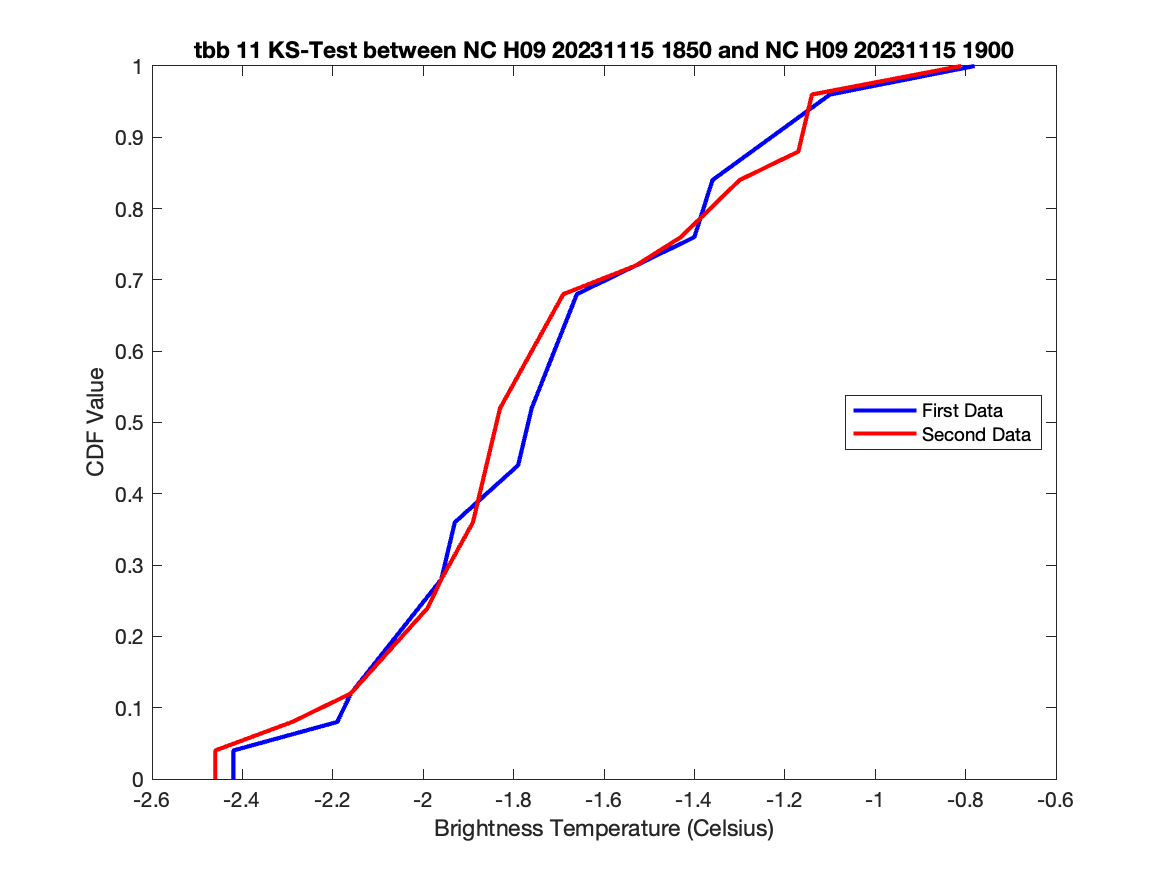 tbb 11 KS-Test between NC H09 20231115 1850 and NC H09 20231115 1900
1
0.9
0.8
0.7
0.6
0.5
0.4
0.3
0.2
0.1
0
CDF Value
First Data
Second Data
-2.6 -2.4 -2.2 -2 -1.8 -1.6 -1.4 -1.2 -1 -0.8 -0.6
Brightness Temperature (Celsius)